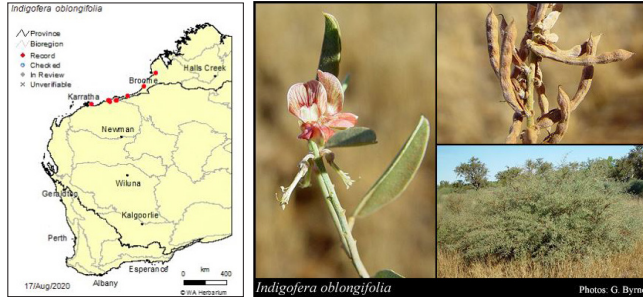 Indigofera oblongifolia
Province
Bioregion
Record
Checked
In Review
Unverifiable
Halls Creek
Broome
Karratha
Newman
Wiluna
Geraldton
Kalgoorlie
Perth
Esperance
Albany
km
0 200 400
17/Aug/2020
© WA Herbarium
Indigofera oblongifolia
Photos: G. Byrne